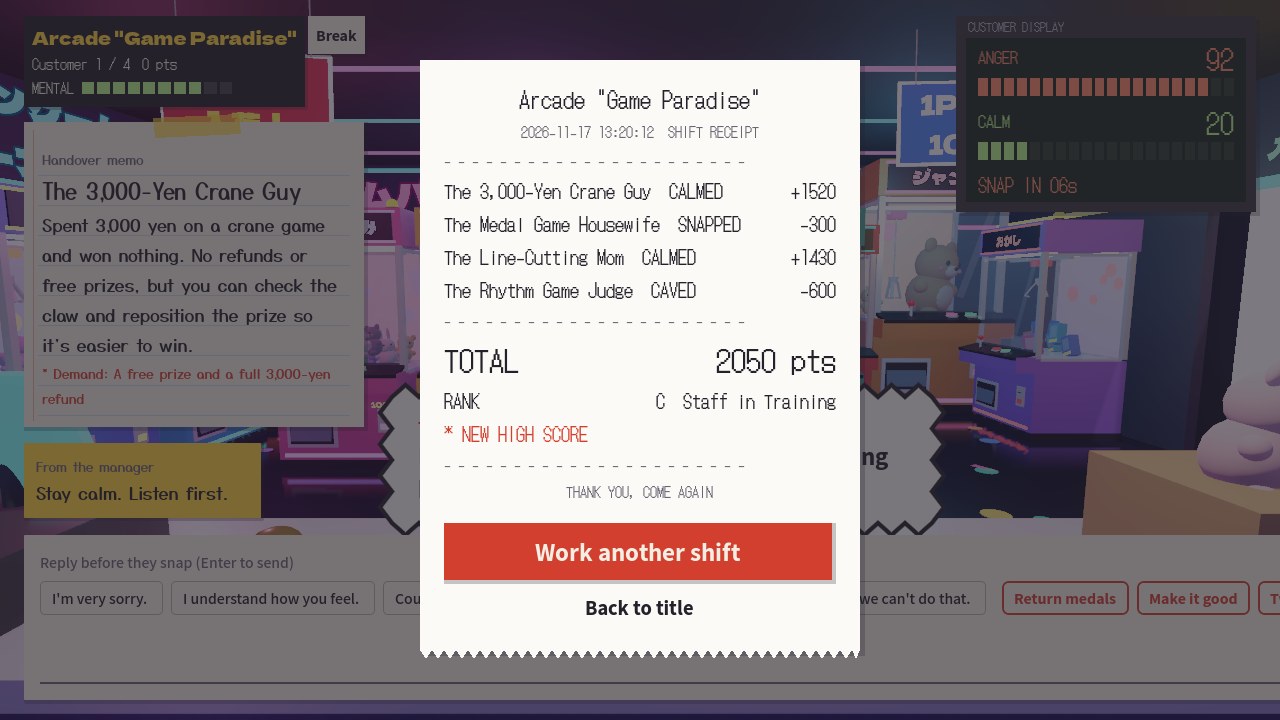 Arcade "Game Paradise"
Break
Customer 1 / 4 0 pts
MENTAL
Handover memo
The 3,000-Yen Crane Guy
Spent 3,000 yen on a crane game
and won nothing. No refunds or
free prizes, but you can check the
claw and reposition the prize so
it's easier to win.
* Demand: A free prize and a full 3,000-yen
refund
From the manager
Stay calm. Listen first.
Arcade "Game Paradise"
2026-11-17 13:20:12 SHIFT RECEIPT
The 3,000-Yen Crane Guy CALMED +1520
The Medal Game Housewife SNAPPED -300
The Line-Cutting Mom CALMED +1430
The Rhythm Game Judge CAVED -600
TOTAL 2050 pts
RANK C Staff in Training
* NEW HIGH SCORE
THANK YOU, COME AGAIN
Work another shift
Back to title
CUSTOMER DISPLAY
ANGER 92
CALM 20
SNAP IN 06s
1P
ジャン
おかし
ng
Reply before they snap (Enter to send)
I'm very sorry.
I understand how you feel.
Cou
we can't do that.
Return medals
Make it good